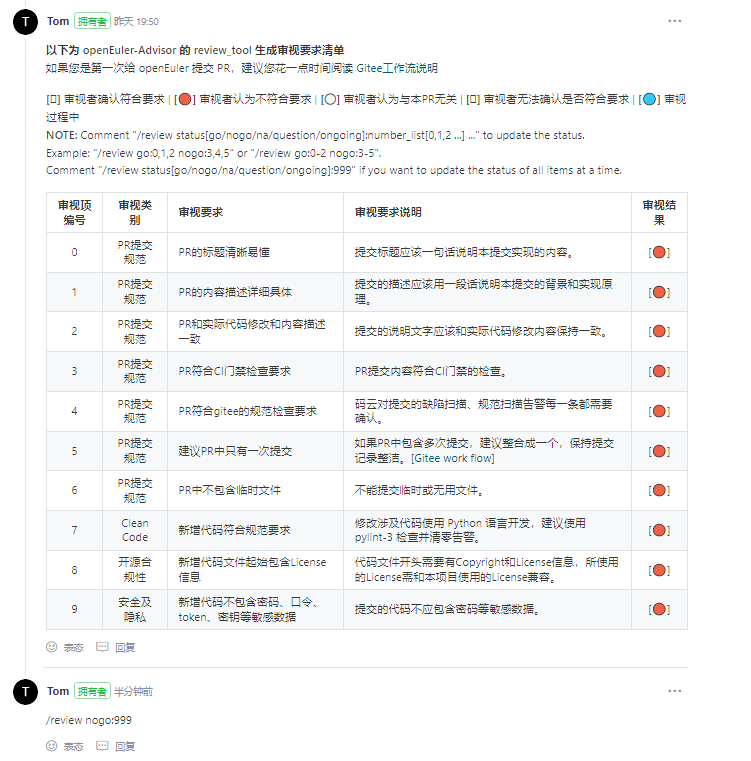 T
Tom 拥有者 昨天 19:50
以下为 openEuler-Advisor 的 review_tool 生成审视要求清单
如果您是第一次给 openEuler 提交 PR，建议您花一点时间阅读 Gitee工作流说明
[▯] 审视者确认符合要求 | [🔴] 审视者认为不符合要求 | [⚪] 审视者认为与本PR无关 | [▯] 审视者无法确认是否符合要求 | [🔵] 审视
过程中
NOTE: Comment "/review status[go/nogo/na/question/ongoing]:number_list[0,1,2 ...] ..." to update the status.
Example: "/review go:0,1,2 nogo:3,4,5" or "/review go:0-2 nogo:3-5".
Comment "/review status[go/nogo/na/question/ongoing]:999" if you want to update the status of all items at a time.
审视项 审视类 审视要求 审视要求说明 审视结
编号 别 果
0 PR提交 PR的标题清晰易懂 提交标题应该一句话说明本提交实现的内容。 [🔴]
规范
1 PR提交 PR的内容描述详细具体 提交的描述应该用一段话说明本提交的背景和实现原 [🔴]
规范 理。
2 PR提交 PR和实际代码修改和内容描述 提交的说明文字应该和实际代码修改内容保持一致。 [🔴]
规范 一致
3 PR提交 PR符合CI门禁检查要求 PR提交内容符合CI门禁的检查。 [🔴]
规范
4 PR提交 PR符合gitee的规范检查要求 码云对提交的缺陷扫描、规范扫描告警每一条都需要 [🔴]
规范 确认。
5 PR提交 建议PR中只有一次提交 如果PR中包含多次提交，建议整合成一个，保持提交 [🔴]
规范 记录整洁。[Gitee work flow]
6 PR提交 PR中不包含临时文件 不能提交临时或无用文件。 [🔴]
规范
7 Clean 新增代码符合规范要求 修改涉及代码使用 Python 语言开发，建议使用 [🔴]
Code pylint-3 检查并清零告警。
8 开源合 新增代码文件起始包含License 代码文件开头需要有Copyright和License信息，所使用 [🔴]
规性 信息 的License需和本项目使用的License兼容。
9 安全及 新增代码不包含密码、口令、 提交的代码不应包含密码等敏感数据。 [🔴]
隐私 token、密钥等敏感数据
表态 回复
T
Tom 拥有者 半分钟前
/review nogo:999
表态 回复